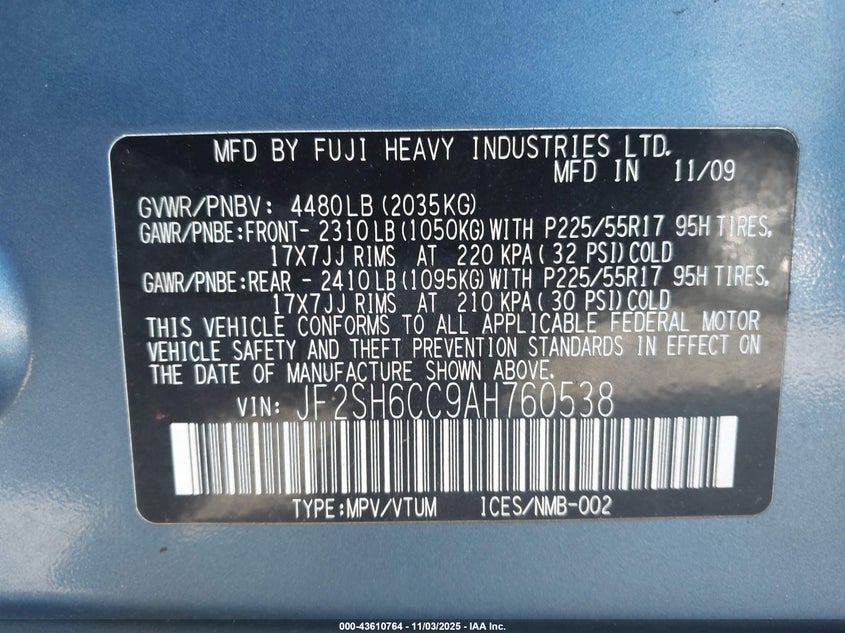 MFD BY FUJI HEAVY INDUSTRIES LTD.
MFD IN 11/09
GVWR/PNBV: 4480LB (2035KG)
GAWR/PNBE:FRONT- 2310LB (1050KG) WITH P225/55R17 95H TIRES,
17X7JJ RIMS AT 220 KPA ( 32 PSI) COLD
GAWR/PNBE:REAR - 2410LB (1095KG) WITH P225/55R17 95H TIRES,
17X7JJ RIMS AT 210 KPA ( 30 PSI) COLD
THIS VEHICLE CONFORMS TO ALL APPLICABLE FEDERAL MOTOR
VEHICLE SAFETY AND THEFT PREVENTION STANDARDS IN EFFECT ON
THE DATE OF MANUFACTURE SHOWN ABOVE.
VIN: JF2SH6CC9AH760538
TYPE:MPV/VTUM ICES/NMB-002
000-43610764 - 11/03/2025 - IAA Inc.